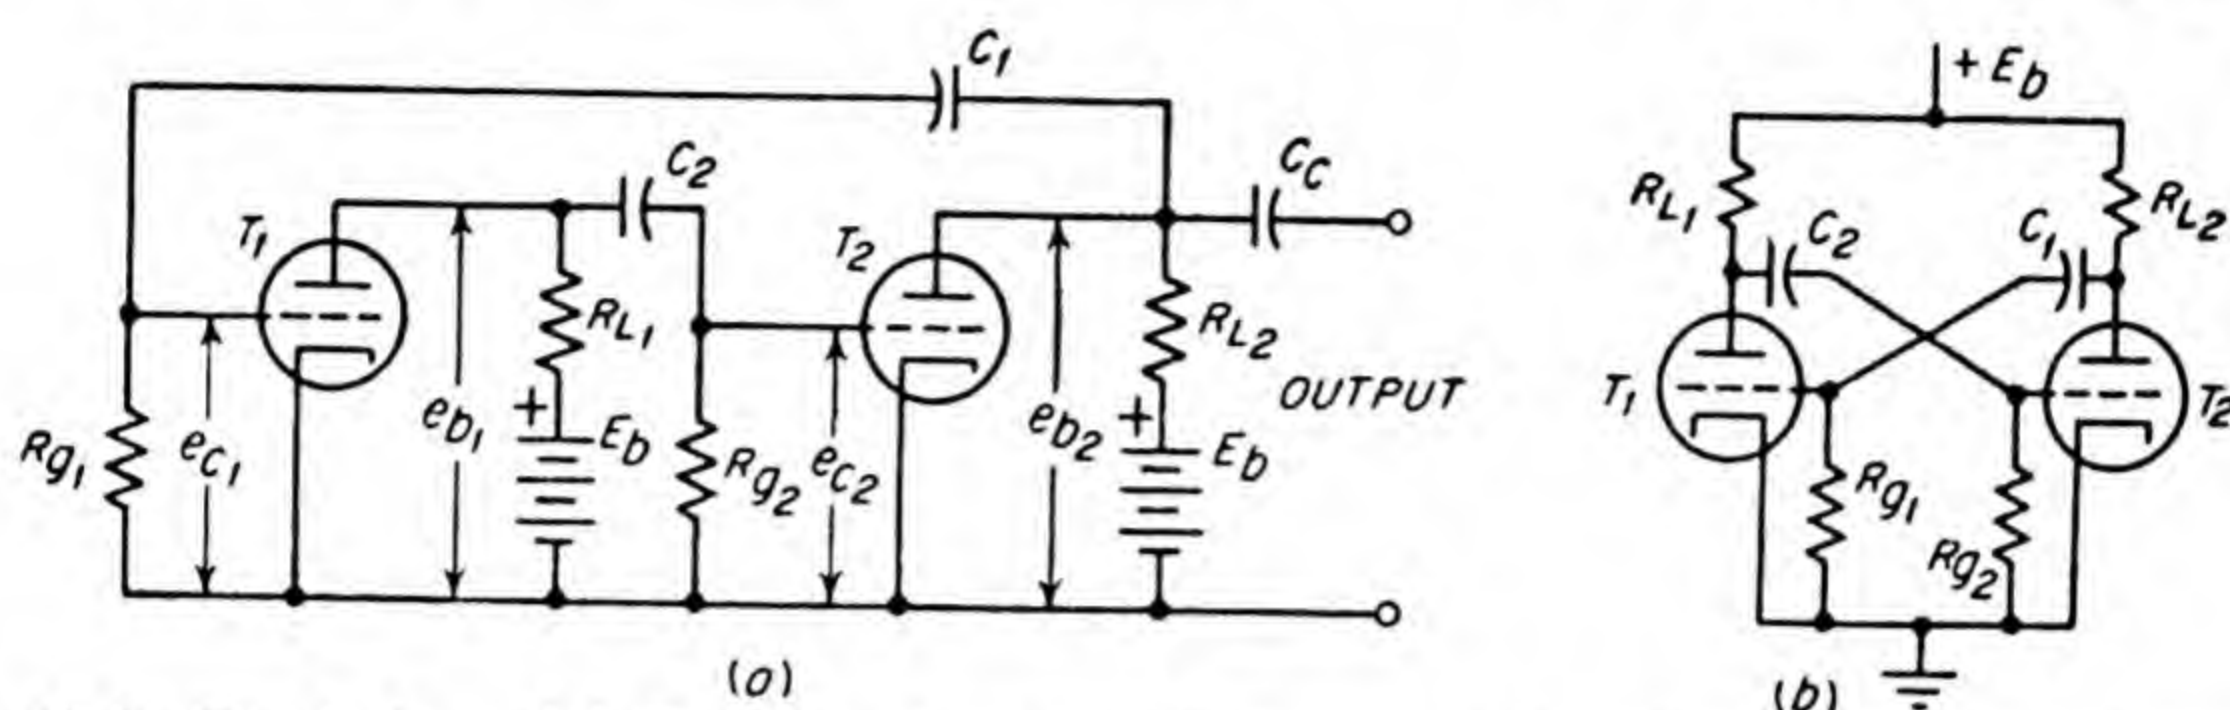 C1
C2
CC
T1
T2
RL1
RL2
+
+
Rg1
eC1
eb1
Eb
Rg2
eC2
eb2
Eb
OUTPUT
(a)
+ Eb
RL1
C2
C1
RL2
T1
T2
Rg1
Rg2
(b)